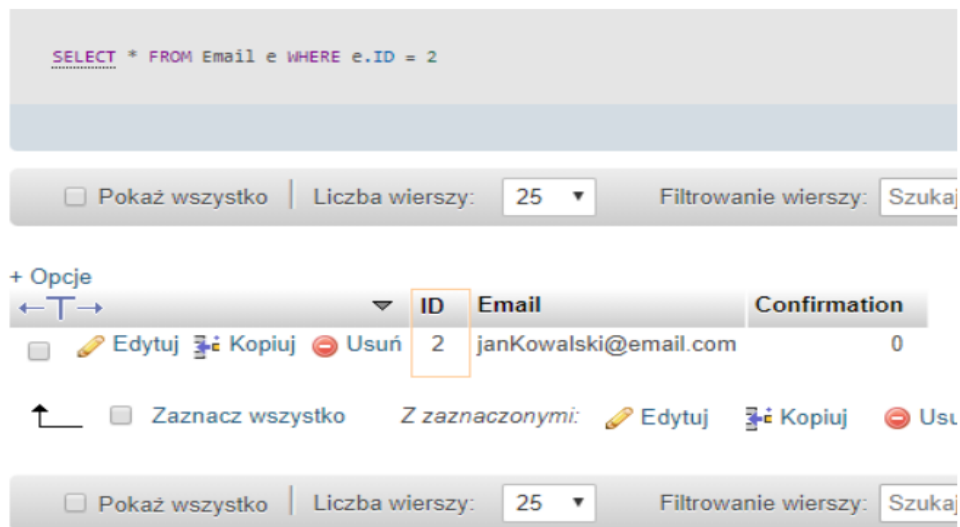 SELECT * FROM Email e WHERE e.ID = 2
Pokaż wszystko Liczba wierszy: 25 Filtrowanie wierszy: Szukaj
+ Opcje
←T→ ID Email Confirmation
Edytuj Kopiuj Usuń 2 janKowalski@email.com 0
Zaznacz wszystko Z zaznaczonymi: Edytuj Kopiuj Usu
Pokaż wszystko Liczba wierszy: 25 Filtrowanie wierszy: Szukaj